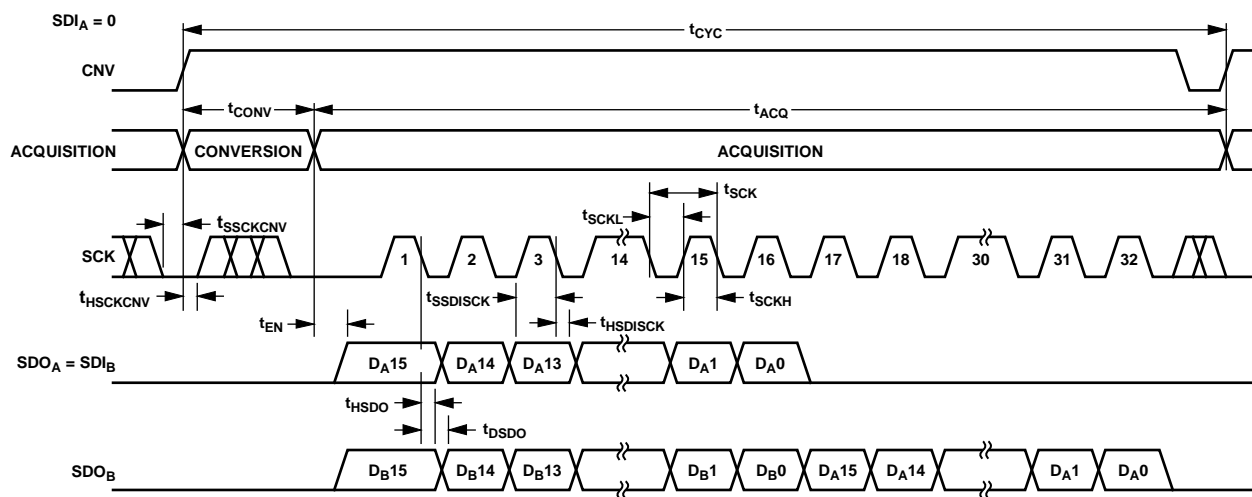 SDIA = 0
tCYC
CNV
tCONV
tACQ
ACQUISITION
CONVERSION
ACQUISITION
tSCK
tSCKL
tSSCKCNV
SCK
1 2 3 14 15 16 17 18 30 31 32
tHSCKCNV
tSSDISCK
tSCKH
tEN
tHSDISCK
SDOA = SDIB
DA15 DA14 DA13 DA1 DA0
tHSDO
tDSDO
SDOB
DB15 DB14 DB13 DB1 DB0 DA15 DA14 DA1 DA0